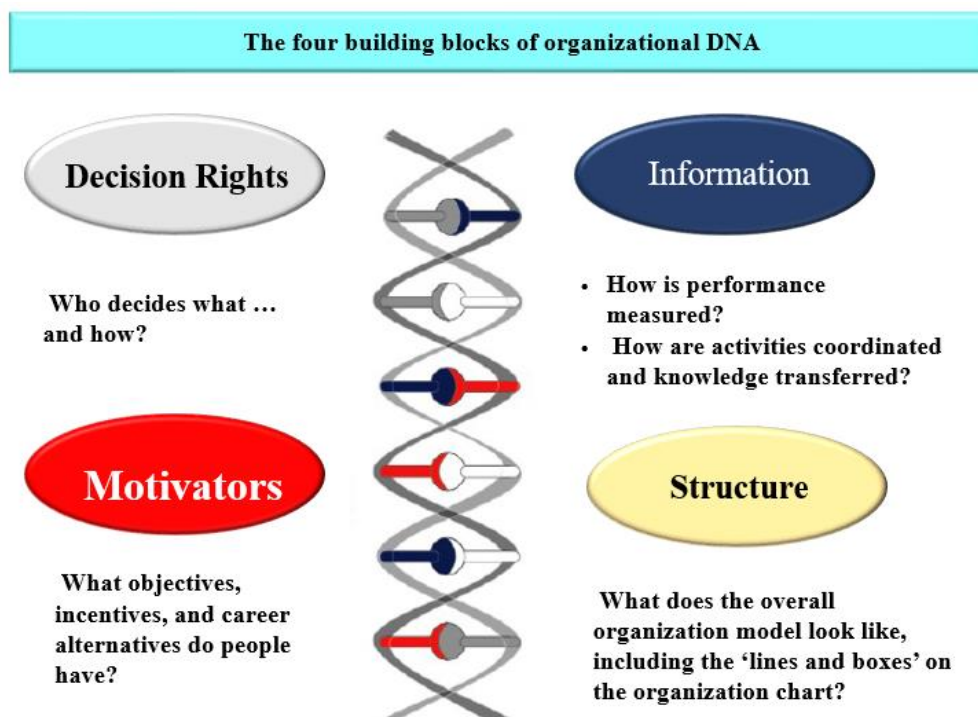 The four building blocks of organizational DNA
Decision Rights
Who decides what …
and how?
Information
• How is performance
measured?
• How are activities coordinated
and knowledge transferred?
Motivators
What objectives,
incentives, and career
alternatives do people
have?
Structure
What does the overall
organization model look like,
including the ‘lines and boxes’ on
the organization chart?